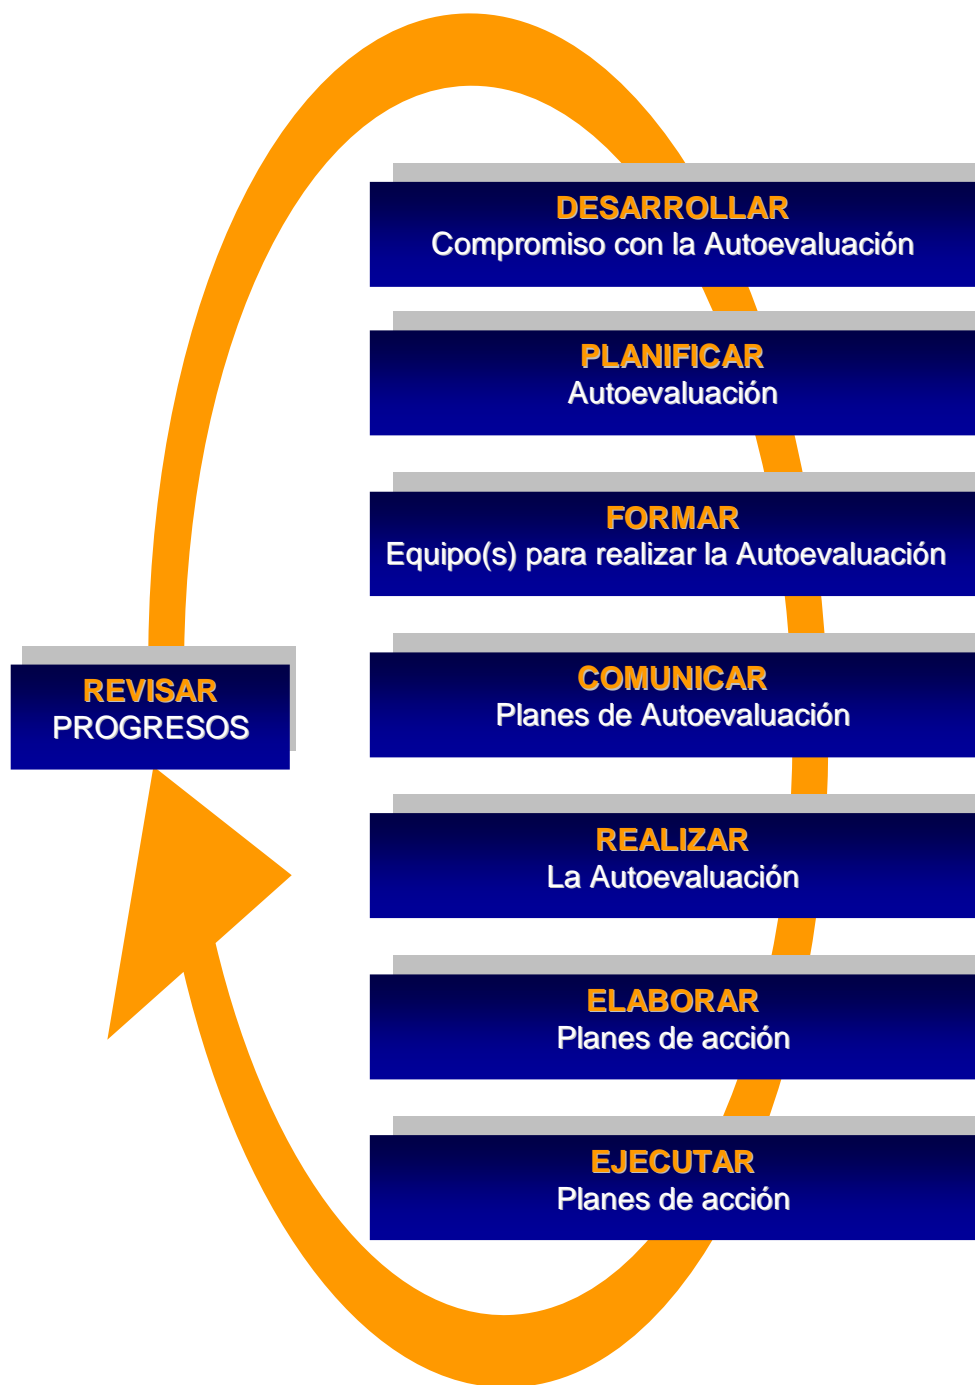 DESARROLLAR
Compromiso con la Autoevaluación
PLANIFICAR
Autoevaluación
FORMAR
Equipo(s) para realizar la Autoevaluación
COMUNICAR
Planes de Autoevaluación
REVISAR
PROGRESOS
REALIZAR
La Autoevaluación
ELABORAR
Planes de acción
EJECUTAR
Planes de acción